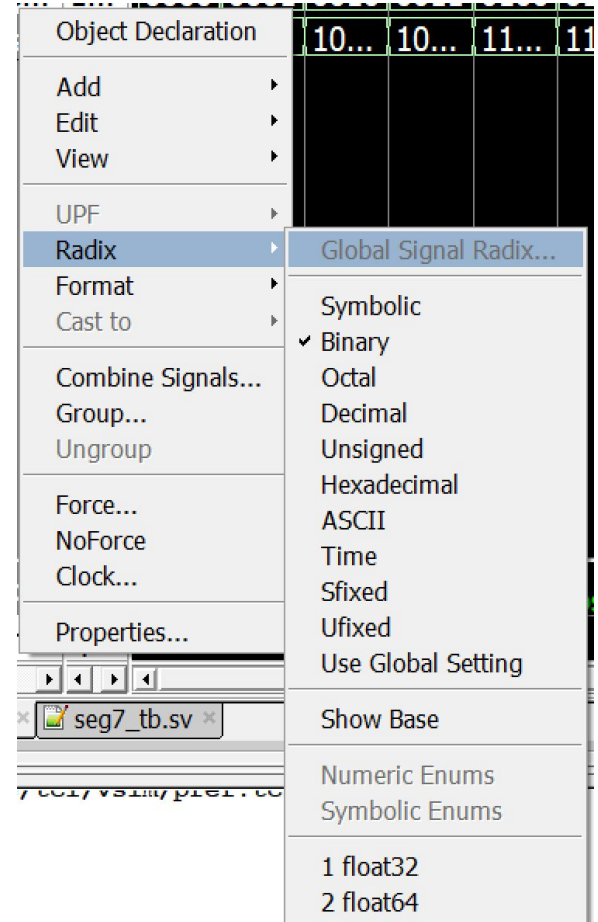 Object Declaration
10... 10... 11... 11
Add
Edit
View
UPF
Radix
Format
Cast to
Combine Signals...
Group...
Ungroup
Force...
NoForce
Clock...
Properties...
Global Signal Radix...
Symbolic
Binary
Octal
Decimal
Unsigned
Hexadecimal
ASCII
Time
Sfixed
Ufixed
Use Global Setting
Show Base
Numeric Enums
Symbolic Enums
1 float32
2 float64
seg7_tb.sv